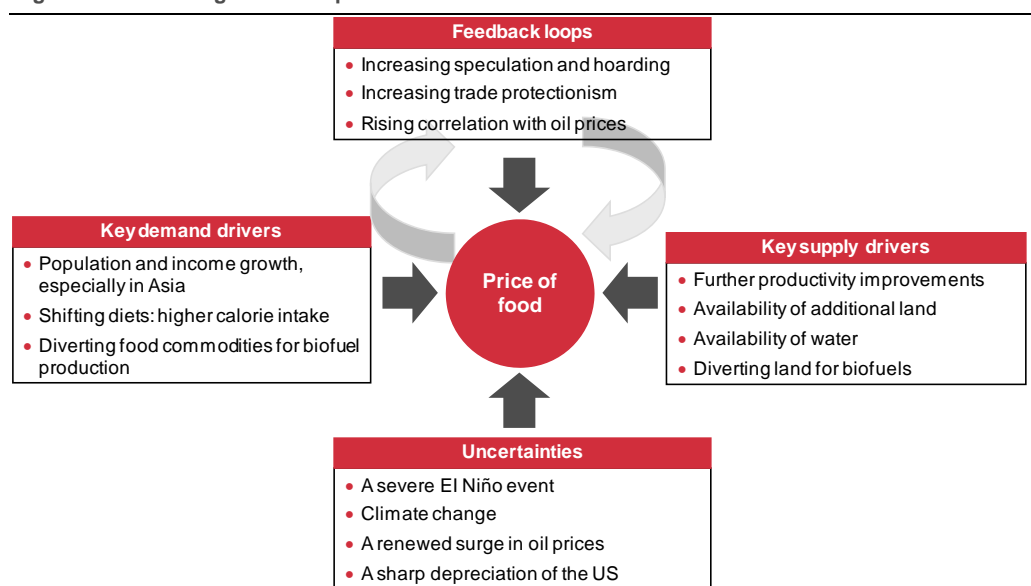 Feedback loops
• Increasing speculation and hoarding
• Increasing trade protectionism
• Rising correlation with oil prices
Key demand drivers
• Population and income growth,
especially in Asia
• Shifting diets: higher calorie intake
• Diverting food commodities for biofuel
production
Price of
food
Key supply drivers
• Further productivity improvements
• Availability of additional land
• Availability of water
• Diverting land for biofuels
Uncertainties
• A severe El Niño event
• Climate change
• A renewed surge in oil prices
• A sharp depreciation of the US